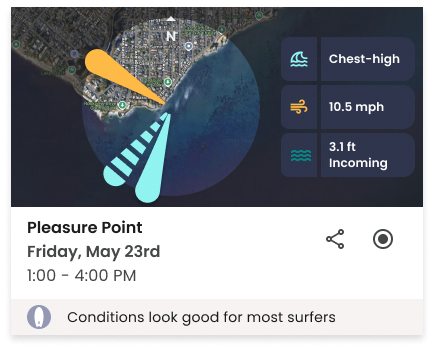 N
Chest-high
10.5 mph
3.1 ft
Incoming
Pleasure Point
Friday, May 23rd
1:00 - 4:00 PM
Conditions look good for most surfers